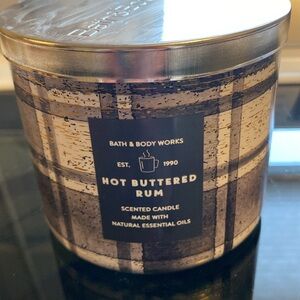 BATH & BODY WORKS
EST. 1990
HOT BUTTERED
RUM
SCENTED CANDLE
MADE WITH
NATURAL ESSENTIAL OILS